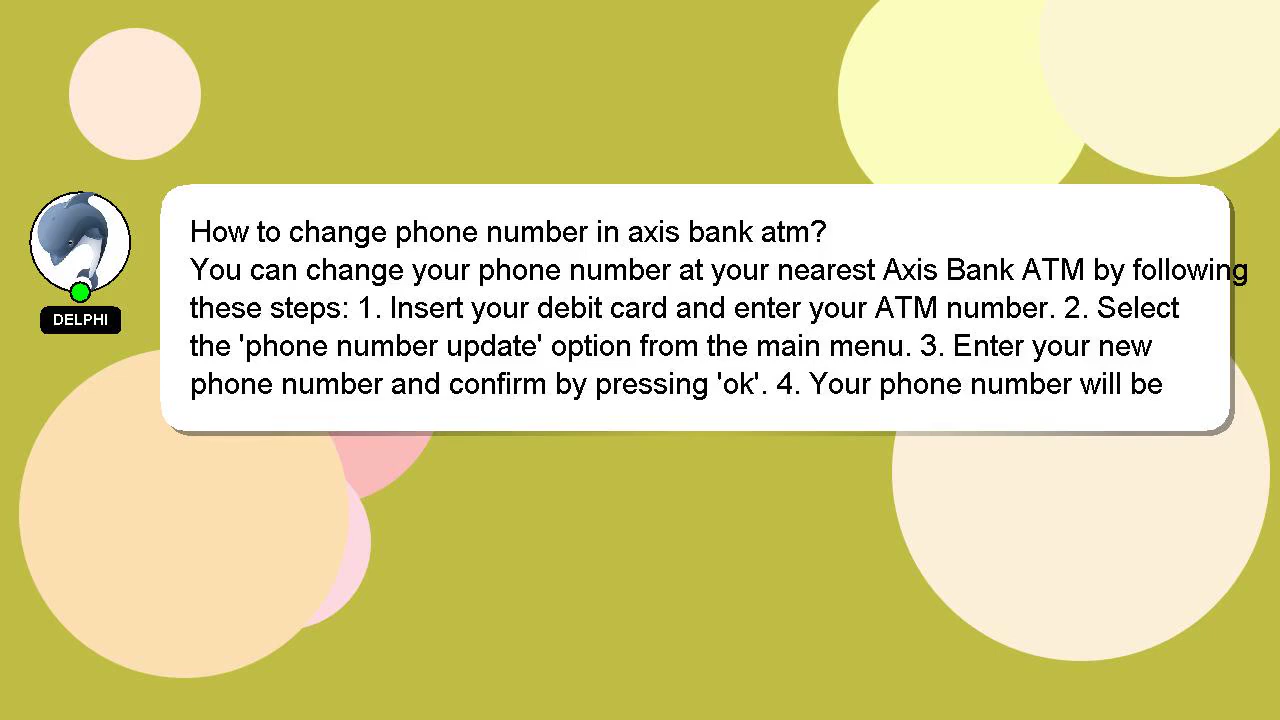 How to change phone number in axis bank atm?
You can change your phone number at your nearest Axis Bank ATM by following
these steps: 1. Insert your debit card and enter your ATM number. 2. Select
the 'phone number update' option from the main menu. 3. Enter your new
phone number and confirm by pressing 'ok'. 4. Your phone number will be
DELPHI